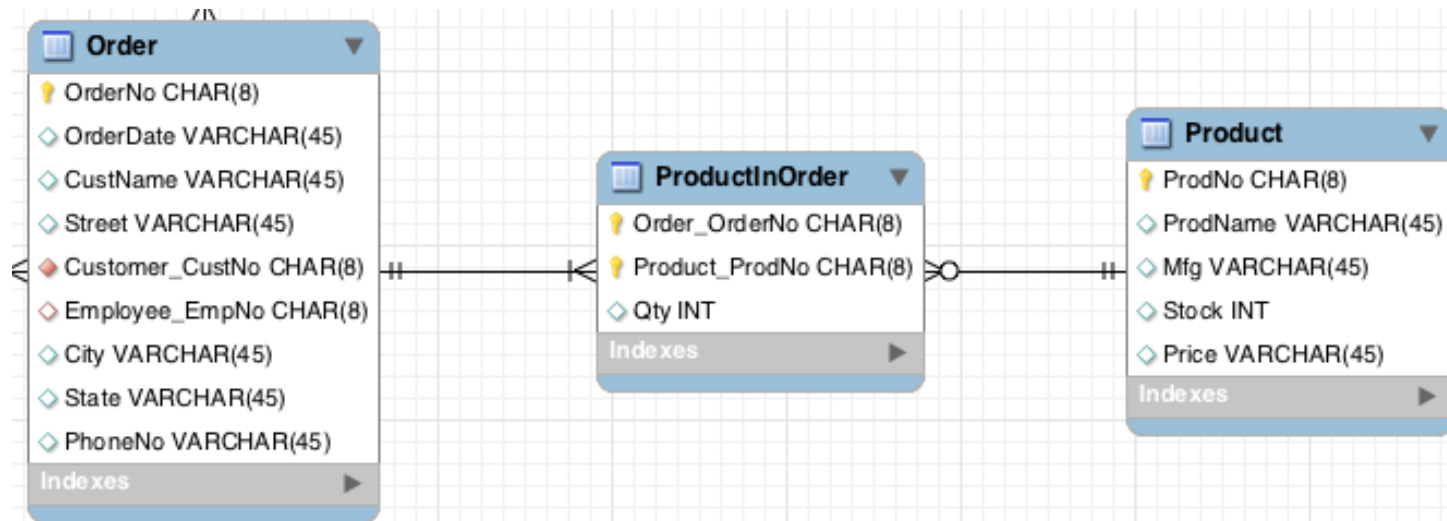 Order
OrderNo CHAR(8)
OrderDate VARCHAR(45)
CustName VARCHAR(45)
Street VARCHAR(45)
Customer_CustNo CHAR(8)
Employee_EmpNo CHAR(8)
City VARCHAR(45)
State VARCHAR(45)
PhoneNo VARCHAR(45)
Indexes
ProductInOrder
Order_OrderNo CHAR(8)
Product_ProdNo CHAR(8)
Qty INT
Indexes
Product
ProdNo CHAR(8)
ProdName VARCHAR(45)
Mfg VARCHAR(45)
Stock INT
Price VARCHAR(45)
Indexes